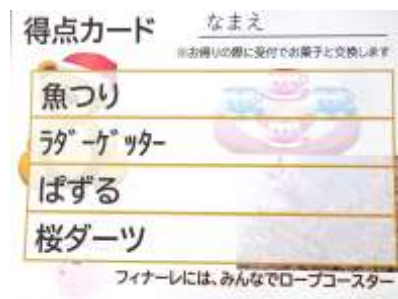 得点カード
なまえ
※お帰りの際に受付でお菓子と交換します
魚つり
ﾗﾀﾞｰｹﾞｯﾀｰ
ぱずる
桜ダーツ
フィナーレには、みんなでロープコースター